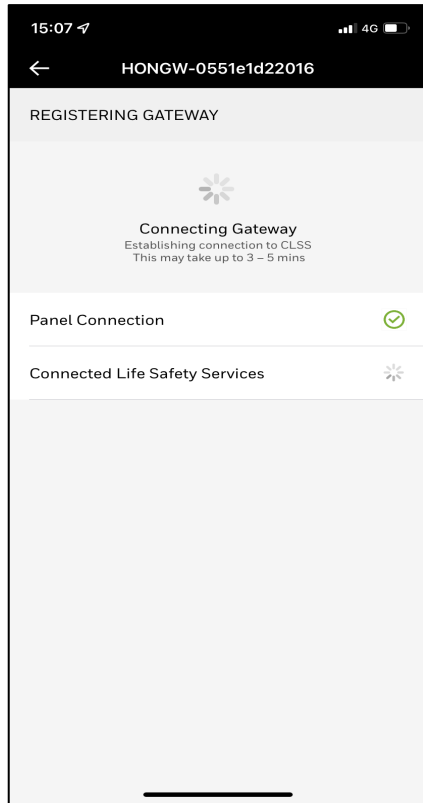 15:07
4G
HONGW-0551e1d22016
REGISTERING GATEWAY
Connecting Gateway
Establishing connection to CLSS
This may take up to 3 – 5 mins
Panel Connection
Connected Life Safety Services